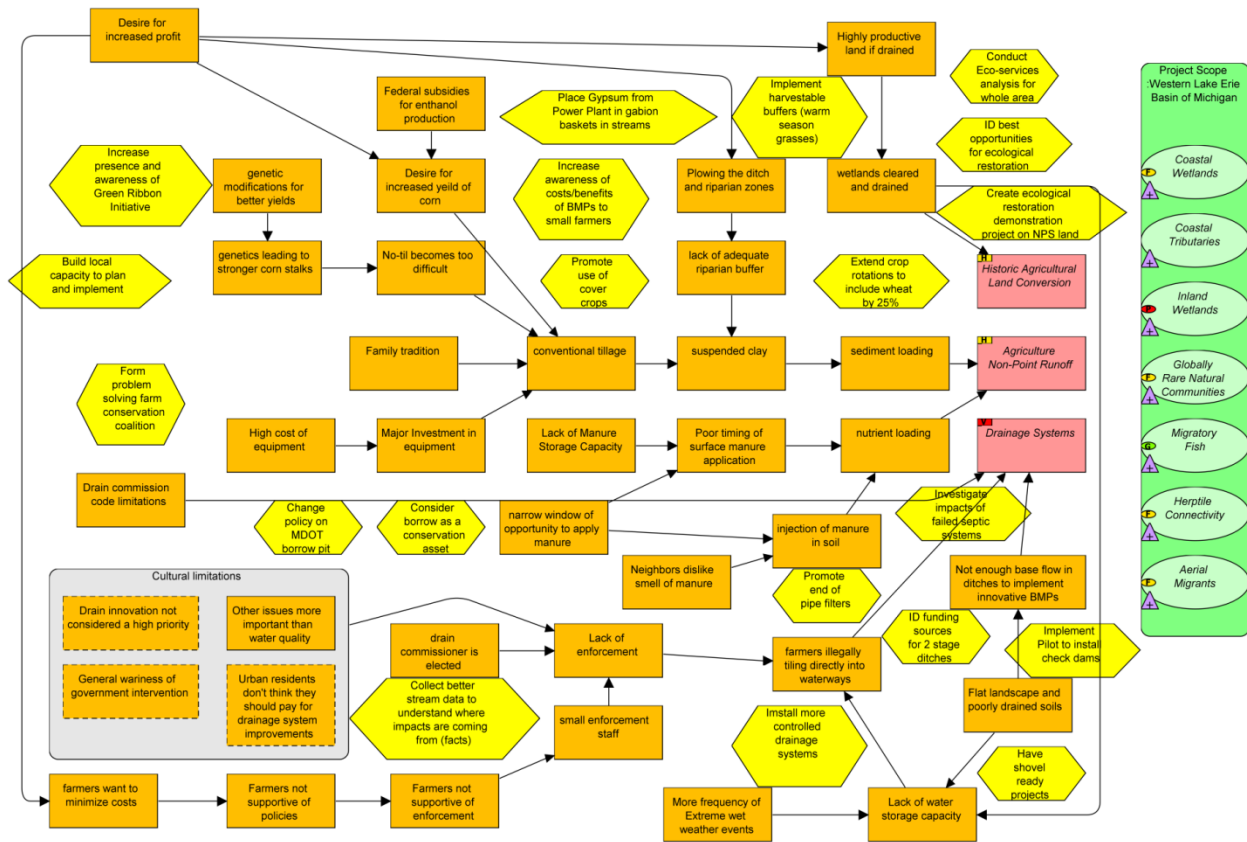 Desire for
increased profit
Highly productive
land if drained
Conduct
Eco-services
analysis for
whole area
Project Scope
:Western Lake Erie
Basin of Michigan
Federal subsidies
for enthanol
production
Place Gypsum from
Power Plant in gabion
baskets in streams
Implement
harvestable
buffers (warm
season
grasses)
ID best
opportunities
for ecological
restoration
Increase
presence and
awareness of
Green Ribbon
Initiative
genetic
modifications for
better yields
Desire for
increased yeild of
corn
Increase
awareness of
costs/benefits
of BMPs to
small farmers
Plowing the ditch
and riparian zones
wetlands cleared
and drained
Create ecological
restoration
demonstration
project on NPS land
Coastal
Wetlands
F
+
Build local
capacity to plan
and implement
genetics leading to
stronger corn stalks
No-til becomes too
difficult
Promote
use of
cover
crops
lack of adequate
riparian buffer
Extend crop
rotations to
include wheat
by 25%
H
Historic Agricultural
Land Conversion
Coastal
Tributaries
+
Inland
Wetlands
P
+
Family tradition
conventional tillage
suspended clay
sediment loading
H
Agriculture
Non-Point Runoff
Globally
Rare Natural
Communities
F
+
Form
problem
solving farm
conservation
coalition
High cost of
equipment
Major Investment in
equipment
Lack of Manure
Storage Capacity
Poor timing of
surface manure
application
nutrient loading
V
Drainage Systems
Migratory
Fish
G
+
Drain commission
code limitations
Change
policy on
MDOT
borrow pit
Consider
borrow as a
conservation
asset
narrow window of
opportunity to apply
manure
injection of manure
in soil
Investigate
impacts of
failed septic
systems
Herptile
Connectivity
F
+
Neighbors dislike
smell of manure
Promote
end of
pipe filters
Not enough base flow in
ditches to implement
innovative BMPs
Aerial
Migrants
F
+
Cultural limitations
Drain innovation not
considered a high priority
Other issues more
important than
water quality
General wariness of
government intervention
Urban residents
don't think they
should pay for
drainage system
improvements
drain
commissioner is
elected
Lack of
enforcement
farmers illegally
tiling directly into
waterways
ID funding
sources
for 2 stage
ditches
Implement
Pilot to install
check dams
Collect better
stream data to
understand where
impacts are coming
from (facts)
small enforcement
staff
Imstall more
controlled
drainage
systems
Flat landscape and
poorly drained soils
Have
shovel
ready
projects
farmers want to
minimize costs
Farmers not
supportive of
policies
Farmers not
supportive of
enforcement
More frequency of
Extreme wet
weather events
Lack of water
storage capacity